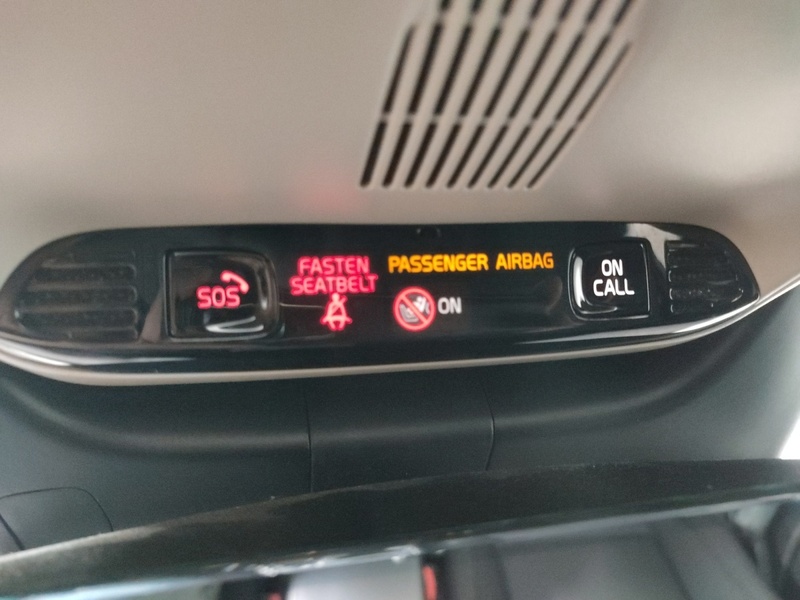 SOS
FASTEN
SEATBELT
PASSENGER AIRBAG
ON
ON
CALL